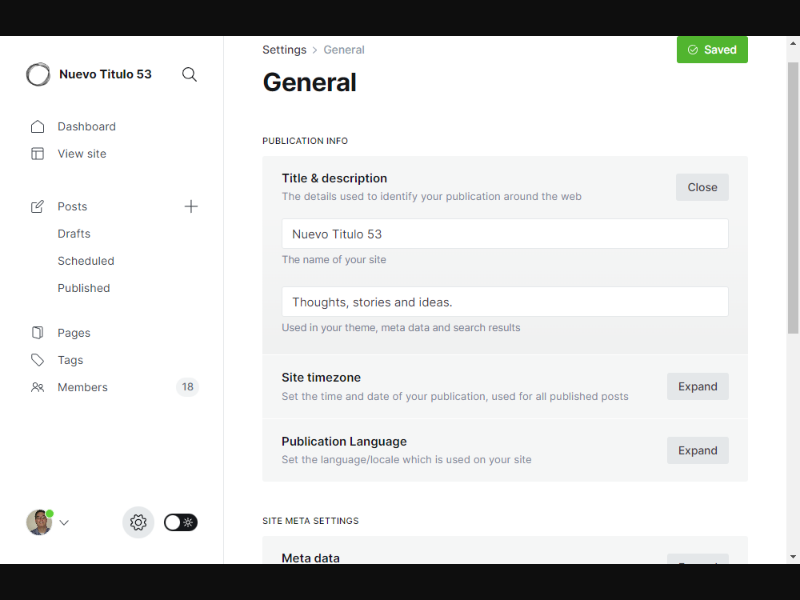 Nuevo Titulo 53
Dashboard
View site
Posts
Drafts
Scheduled
Published
Pages
Tags
Members 18
Settings > General
Saved
General
PUBLICATION INFO
Title & description
The details used to identify your publication around the web
Close
Nuevo Titulo 53
The name of your site
Thoughts, stories and ideas.
Used in your theme, meta data and search results
Site timezone
Set the time and date of your publication, used for all published posts
Expand
Publication Language
Set the language/locale which is used on your site
Expand
SITE META SETTINGS
Meta data